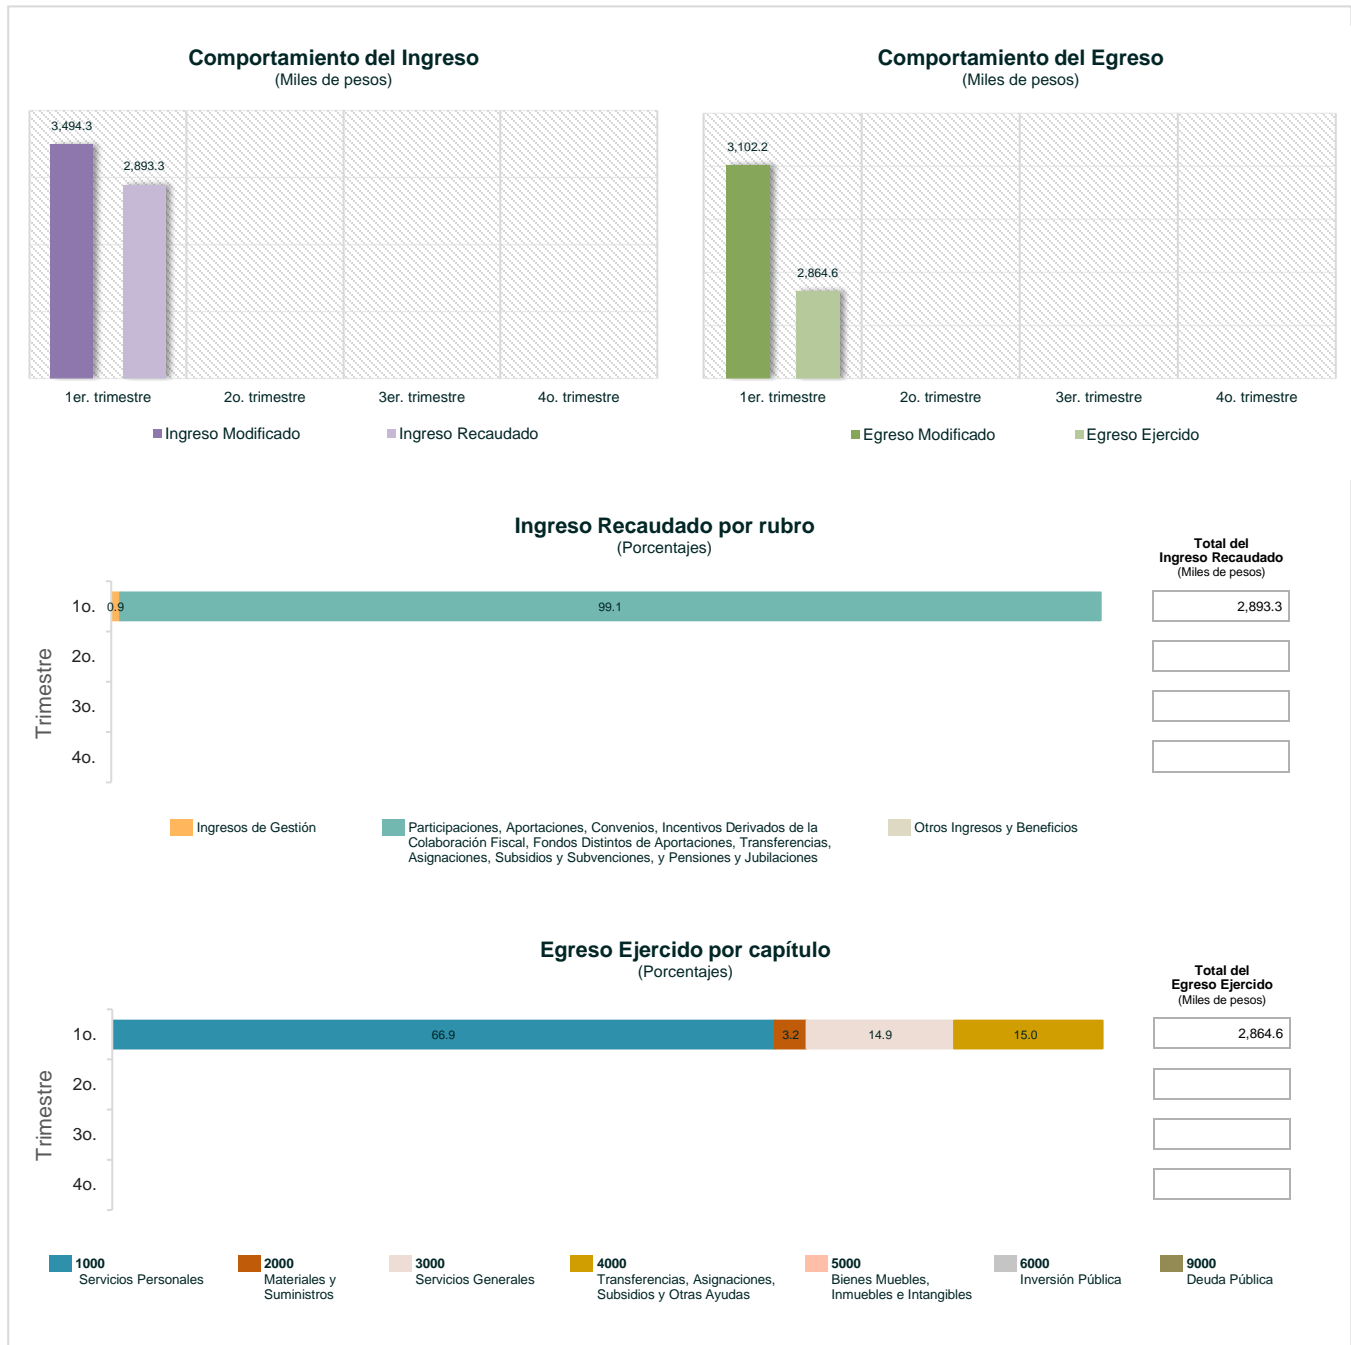 Comportamiento del Ingreso
(Miles de pesos)
3,494.3
2,893.3
1er. trimestre
2o. trimestre
3er. trimestre
4o. trimestre
Ingreso Modificado
Ingreso Recaudado
Comportamiento del Egreso
(Miles de pesos)
3,102.2
2,864.6
1er. trimestre
2o. trimestre
3er. trimestre
4o. trimestre
Egreso Modificado
Egreso Ejercido
Ingreso Recaudado por rubro
(Porcentajes)
Total del
Ingreso Recaudado
(Miles de pesos)
Trimestre
1o.
0.9
99.1
2,893.3
2o.
3o.
4o.
Ingresos de Gestión
Participaciones, Aportaciones, Convenios, Incentivos Derivados de la
Colaboración Fiscal, Fondos Distintos de Aportaciones, Transferencias,
Asignaciones, Subsidios y Subvenciones, y Pensiones y Jubilaciones
Otros Ingresos y Beneficios
Egreso Ejercido por capítulo
(Porcentajes)
Total del
Egreso Ejercido
(Miles de pesos)
Trimestre
1o.
66.9
3.2
14.9
15.0
2,864.6
2o.
3o.
4o.
1000
Servicios Personales
2000
Materiales y
Suministros
3000
Servicios Generales
4000
Transferencias, Asignaciones,
Subsidios y Otras Ayudas
5000
Bienes Muebles,
Inmuebles e Intangibles
6000
Inversión Pública
9000
Deuda Pública